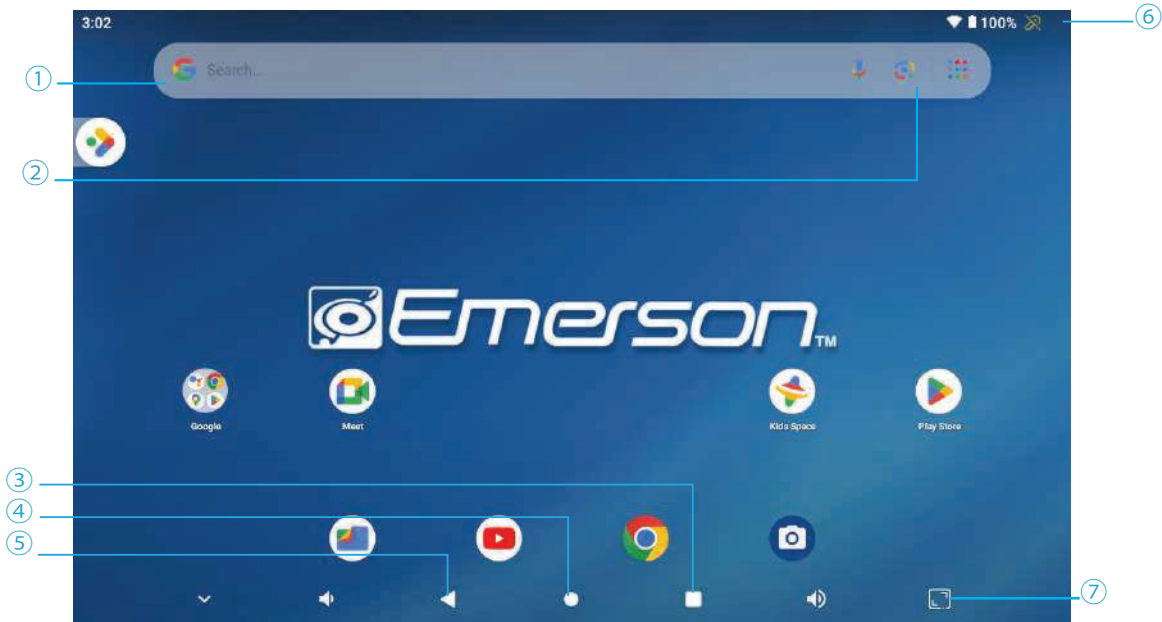 3:02
100%
⑥
Search...
①
②
Emerson TM
Google
Meet
Kids Space
Play Store
③
④
⑤
⑦